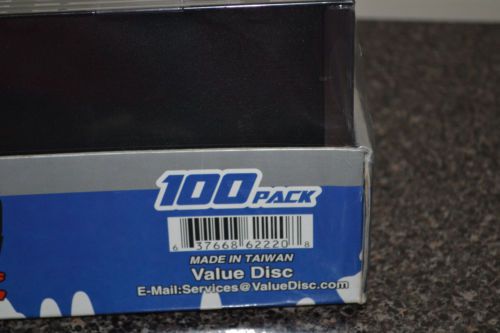 100 PACK
6 37668 62220 8
MADE IN TAIWAN
Value Disc
E-Mail:Services@ValueDisc.com